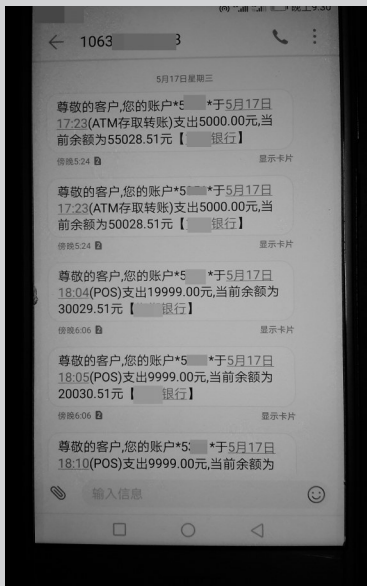 晚上9:30
1063 3
5月17日星期三
尊敬的客户,您的账户*5 *于5月17日
17:23(ATM存取转账)支出5000.00元,当
前余额为55028.51元【 银行】
傍晚5:24 2
显示卡片
尊敬的客户,您的账户*5 *于5月17日
17:23(ATM存取转账)支出5000.00元,当
前余额为50028.51元【 银行】
傍晚5:24 2
显示卡片
尊敬的客户,您的账户*5 *于5月17日
18:04(POS)支出19999.00元,当前余额为
30029.51元【 银行】
傍晚6:06 2
显示卡片
尊敬的客户,您的账户*5 *于5月17日
18:05(POS)支出9999.00元,当前余额为
20030.51元【 银行】
傍晚6:06 2
显示卡片
尊敬的客户,您的账户*5 *于5月17日
18:10(POS)支出9999.00元,当前余额为
输入信息